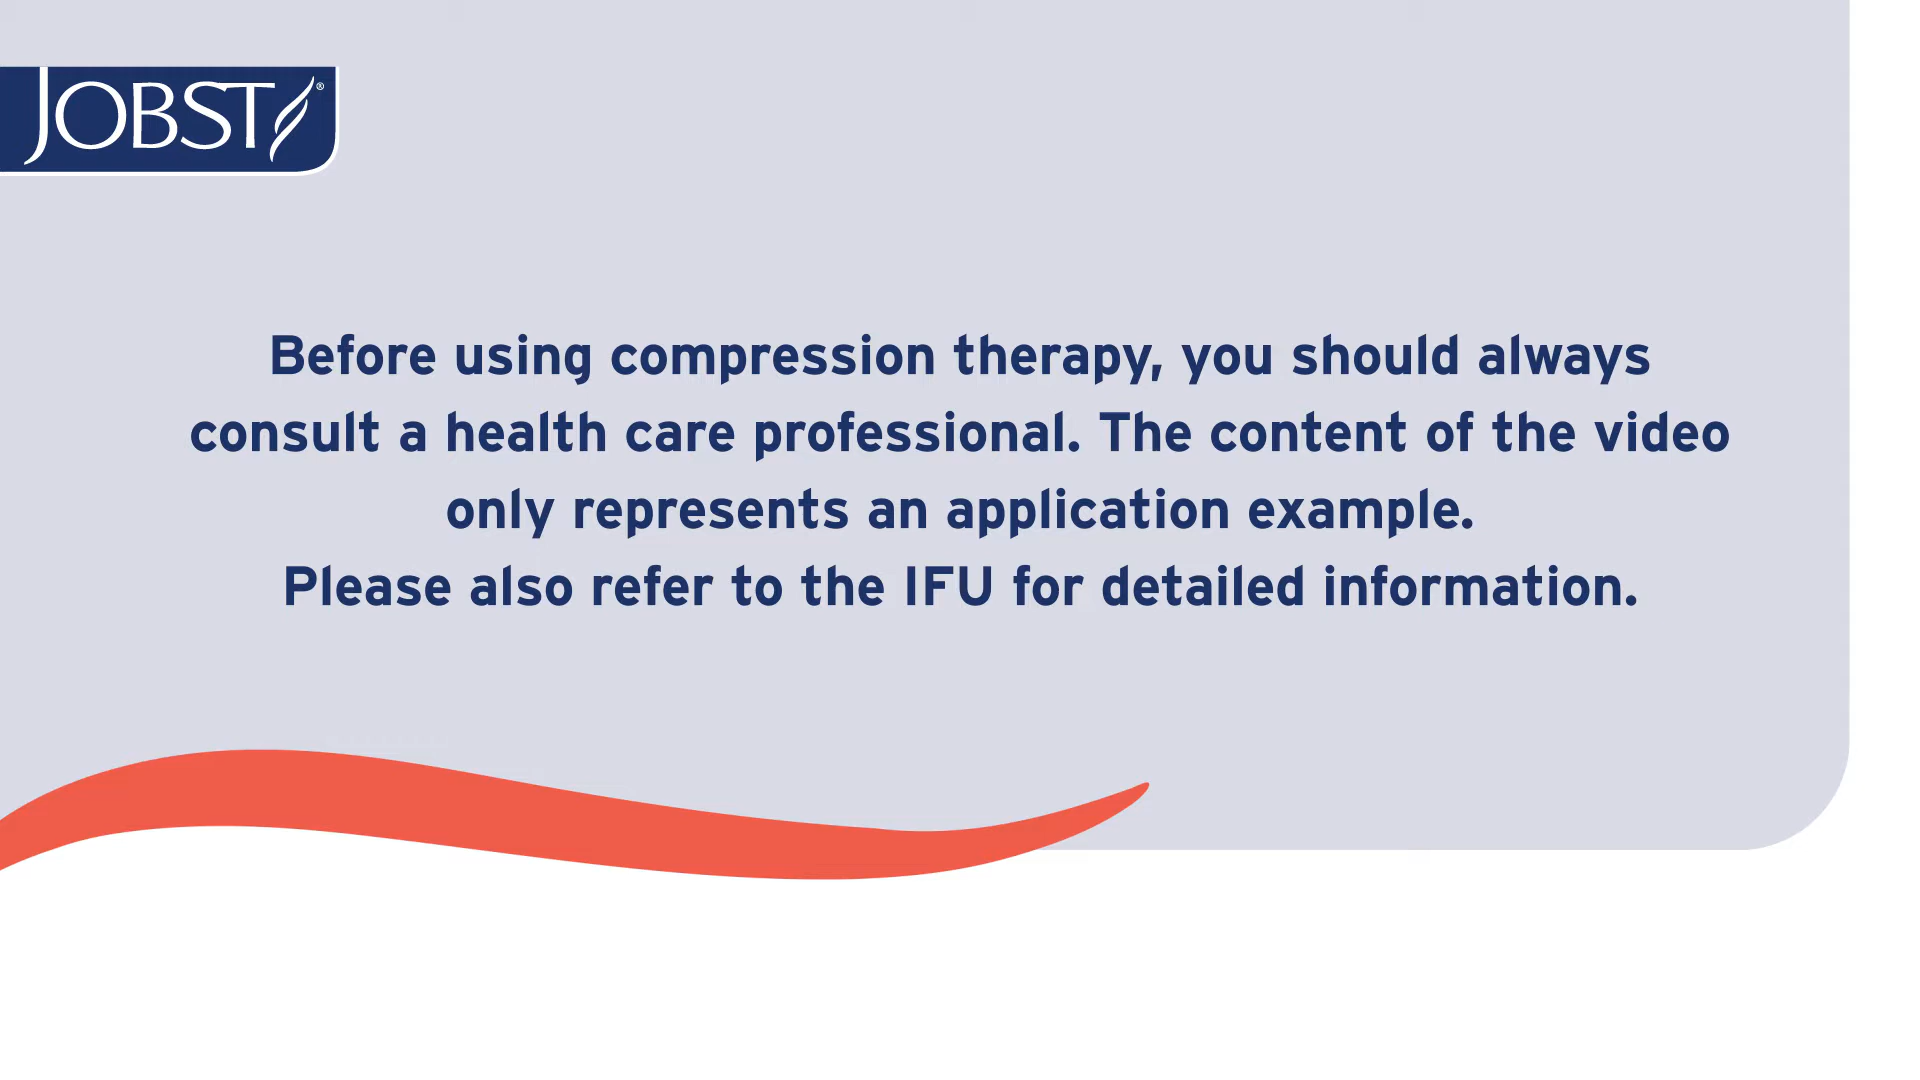 JOBST®
Before using compression therapy, you should always
consult a health care professional. The content of the video
only represents an application example.
Please also refer to the IFU for detailed information.